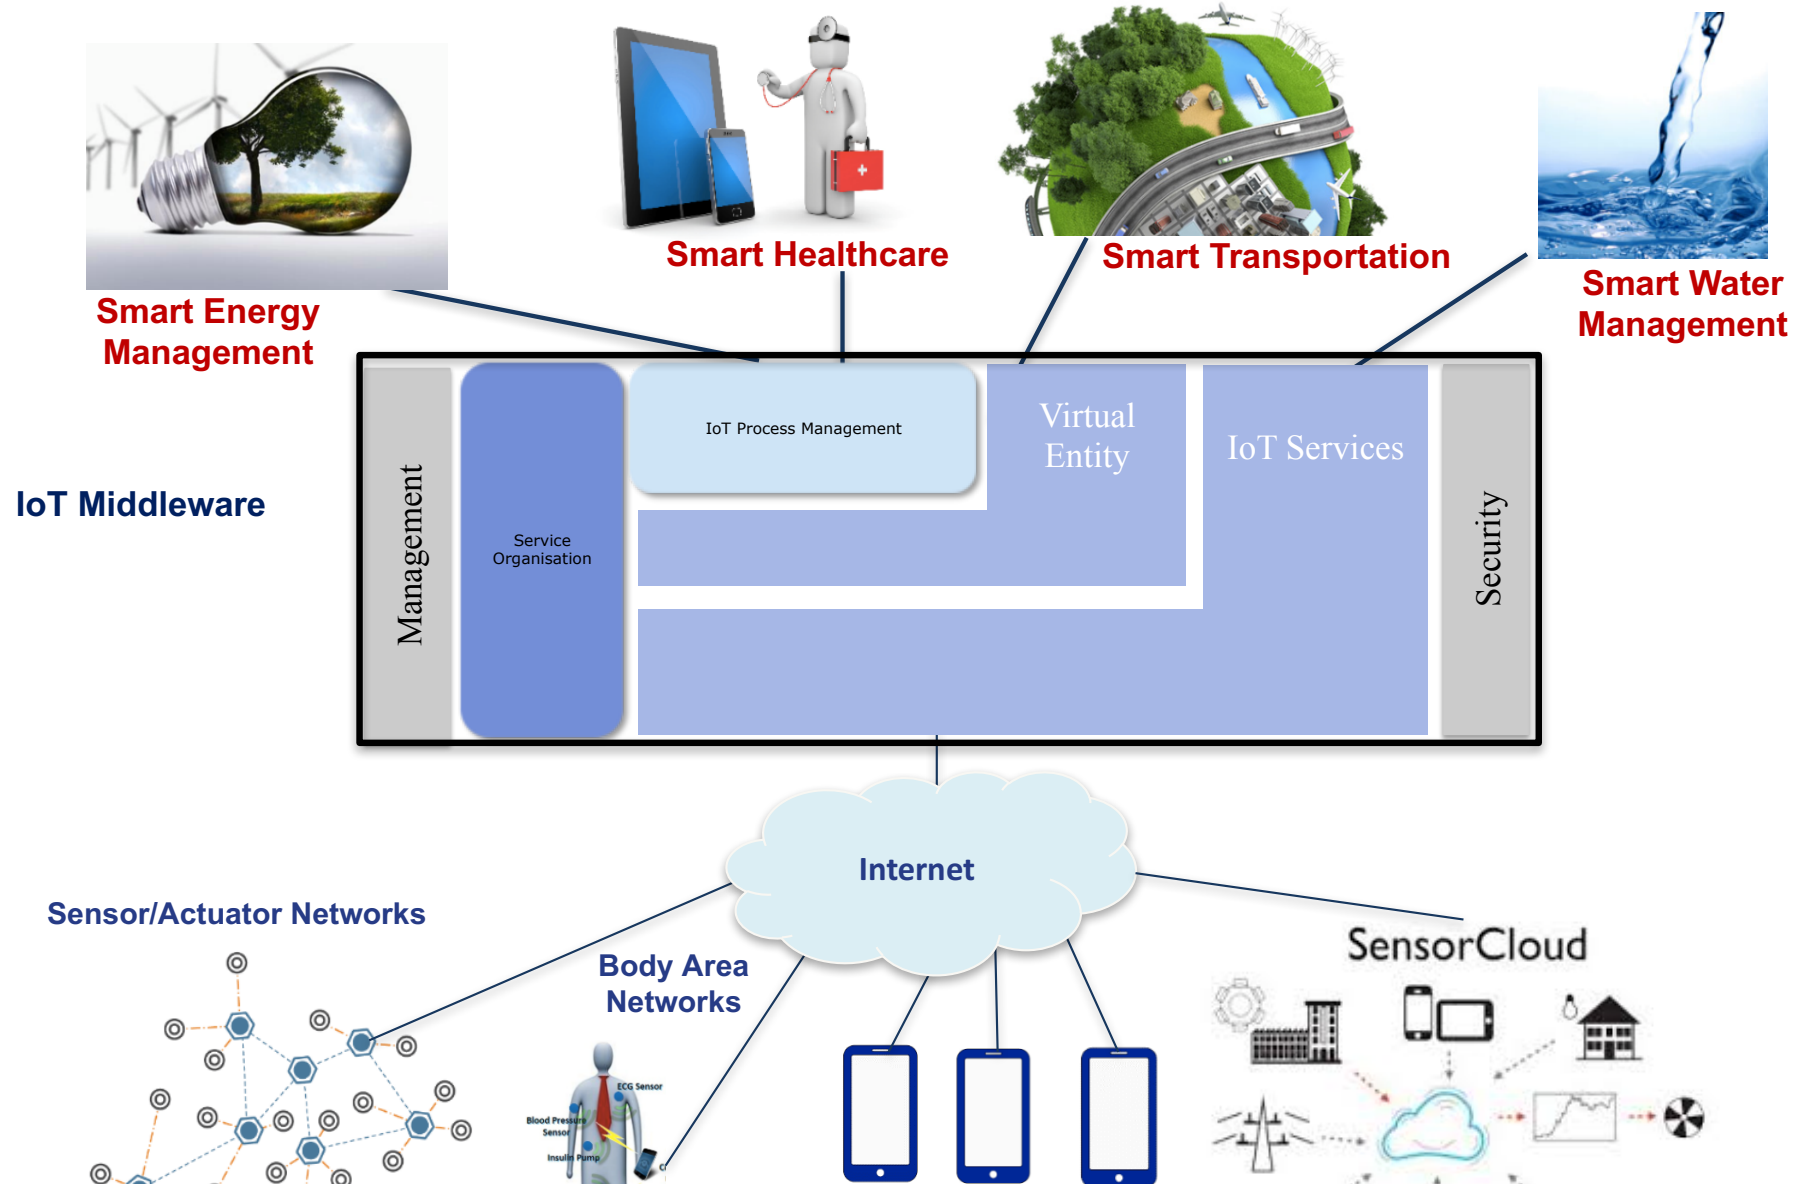 Smart Healthcare
Smart Transportation
Smart Energy
Management
Smart Water
Management
IoT Middleware
Management
Service
Organisation
IoT Process Management
Virtual
Entity
IoT Services
Security
Internet
Sensor/Actuator Networks
Body Area
Networks
SensorCloud
ECG Sensor
Blood Pressure
Sensor
Insulin Pump